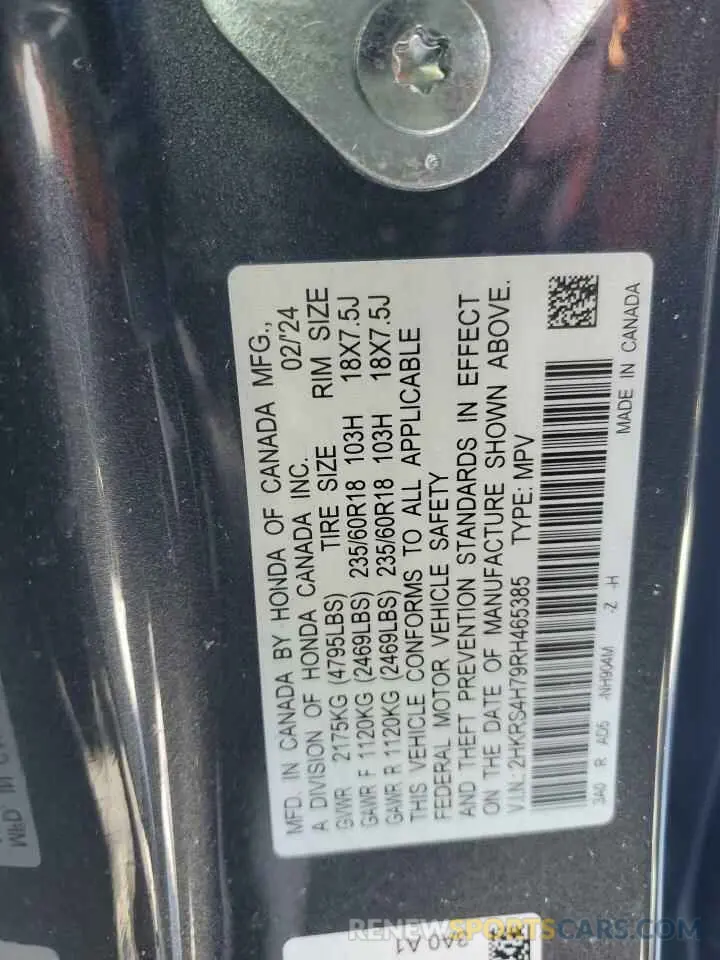 MFD. IN CANADA BY HONDA OF CANADA MFG.,
A DIVISION OF HONDA CANADA INC. 02/'24
GVWR 2175KG (4795LBS) TIRE SIZE RIM SIZE
GAWR F 1120KG (2469LBS) 235/60R18 103H 18X7.5J
GAWR R 1120KG (2469LBS) 235/60R18 103H 18X7.5J
THIS VEHICLE CONFORMS TO ALL APPLICABLE
FEDERAL MOTOR VEHICLE SAFETY
AND THEFT PREVENTION STANDARDS IN EFFECT
ON THE DATE OF MANUFACTURE SHOWN ABOVE.
V.I.N.: 2HKRS4H79RH465385 TYPE: MPV
3A0 R AD5 -NH904M -Z -H
MADE IN CANADA
3A0 A1
RENEWSPORTSCARS.COM